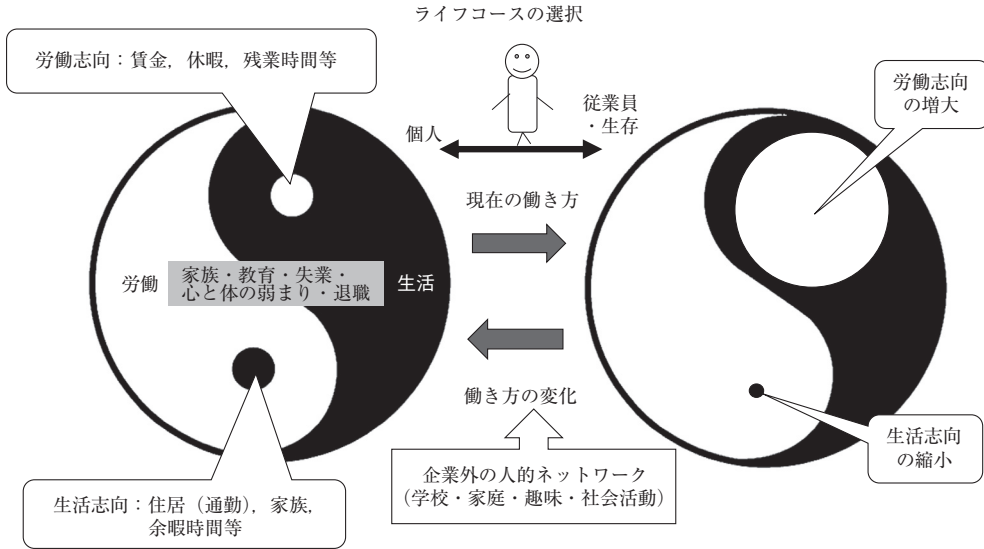 ライフコースの選択
労働志向：賃金，休暇，残業時間等
個人
従業員
・生存
労働志向
の増大
現在の働き方
労働
家族・教育・失業・
心と体の弱まり・退職
生活
働き方の変化
生活志向
の縮小
企業外の人的ネットワーク
（学校・家庭・趣味・社会活動）
生活志向：住居（通勤），家族，
余暇時間等